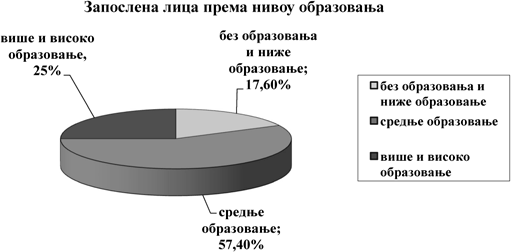 Запослена лица према нивоу образовања
више и високо
образовање,
25%
без образовања
и ниже
образовање;
17,60%
средње
образовање;
57,40%
без образовања и
ниже образовање
средње образовање
више и високо
образовање